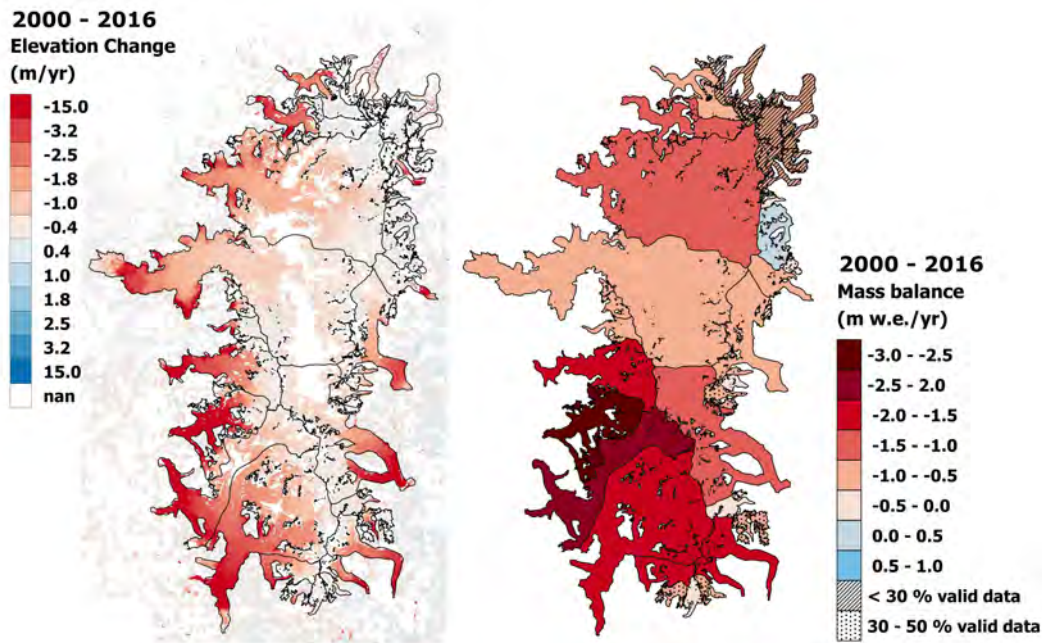 2000 - 2016
Elevation Change
(m/yr)
-15.0
-3.2
-2.5
-1.8
-1.0
-0.4
0.4
1.0
1.8
2.5
3.2
15.0
nan
2000 - 2016
Mass balance
(m w.e./yr)
-3.0 - -2.5
-2.5 - 2.0
-2.0 - -1.5
-1.5 - -1.0
-1.0 - -0.5
-0.5 - 0.0
0.0 - 0.5
0.5 - 1.0
< 30 % valid data
30 - 50 % valid data